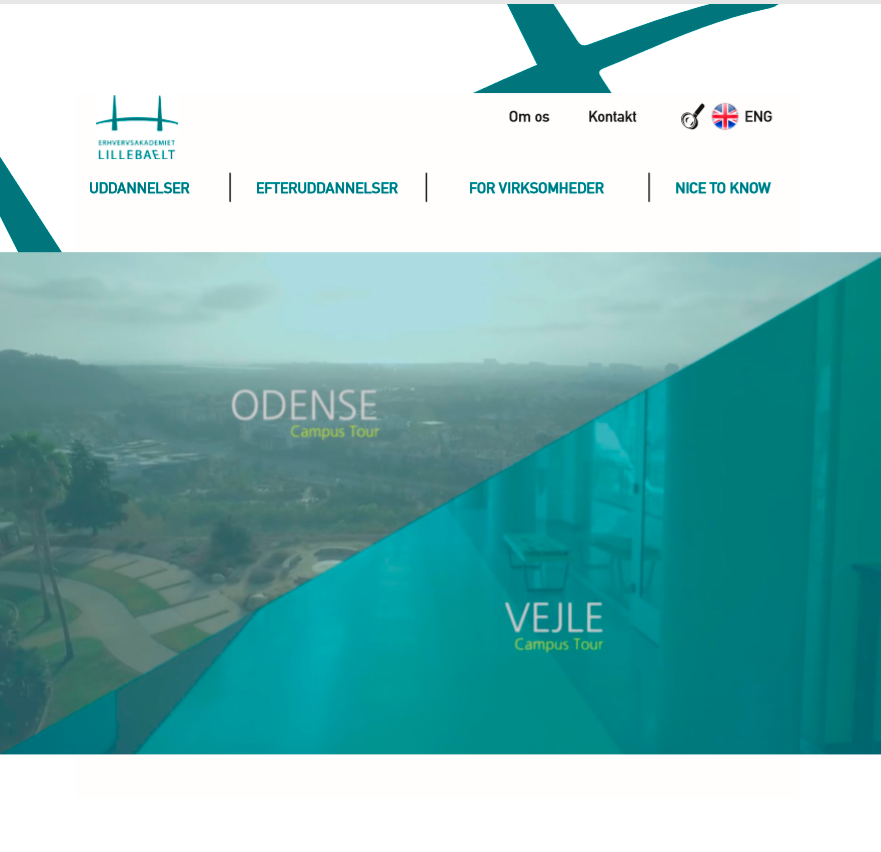 Om os Kontakt ENG
ERHVERVSAKADEMIET
LILLEBÆLT
UDDANNELSER EFTERUDDANNELSER FOR VIRKSOMHEDER NICE TO KNOW
ODENSE
Campus Tour
VEJLE
Campus Tour